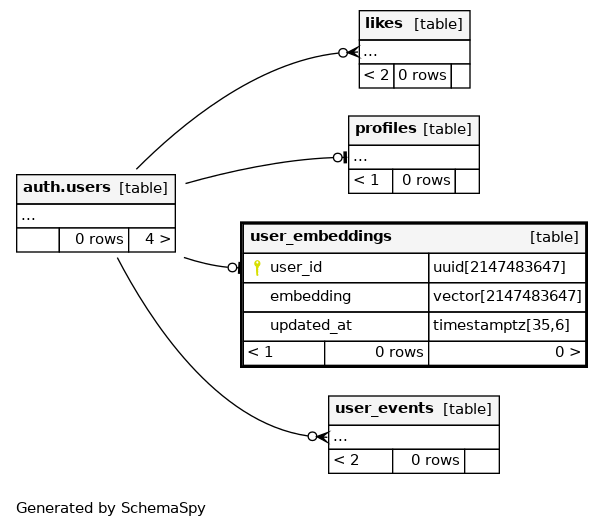 likes [table]
...
< 2 0 rows
profiles [table]
...
< 1 0 rows
auth.users [table]
...
0 rows 4 >
user_embeddings [table]
user_id uuid[2147483647]
embedding vector[2147483647]
updated_at timestamptz[35,6]
< 1 0 rows 0 >
user_events [table]
...
< 2 0 rows
Generated by SchemaSpy